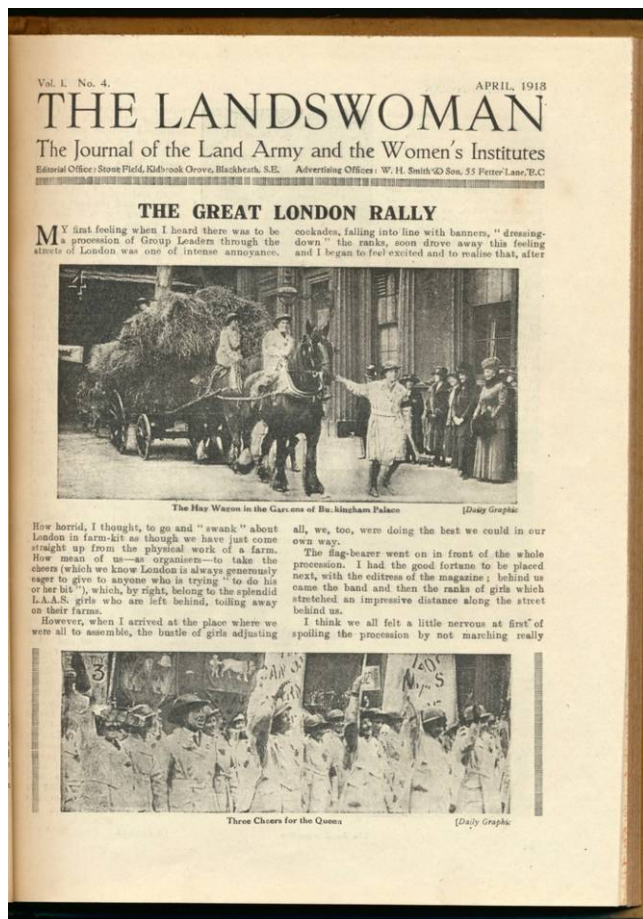 Vol. I. No. 4.
APRIL, 1918
THE LANDSWOMAN
The Journal of the Land Army and the Women's Institutes
Editorial Office: Stone Field, Kidbrook Grove, Blackheath, S.E. Advertising Offices: W. H. Smith & Son, 55 Fetter Lane, E.C
THE GREAT LONDON RALLY
MY first feeling when I heard there was to be
a procession of Group Leaders through the
streets of London was one of intense annoyance.
cockades, falling into line with banners, " dressing-
down " the ranks, soon drove away this feeling
and I began to feel excited and to realise that, after
The Hay Wagon in the Gardens of Buckingham Palace
[Daily Graphic
How horrid, I thought, to go and " swank " about
London in farm-kit as though we have just come
straight up from the physical work of a farm.
How mean of us—as organisers—to take the
cheers (which we know London is always generously
eager to give to anyone who is trying " to do his
or her bit "), which, by right, belong to the splendid
L.A.A.S. girls who are left behind, toiling away
on their farms.
However, when I arrived at the place where we
were all to assemble, the bustle of girls adjusting
all, we, too, were doing the best we could in our
own way.
The flag-bearer went on in front of the whole
procession. I had the good fortune to be placed
next, with the editress of the magazine ; behind us
came the band and then the ranks of girls which
stretched an impressive distance along the street
behind us.
I think we all felt a little nervous at first of
spoiling the procession by not marching really
3
Three Cheers for the Queen
[Daily Graphic